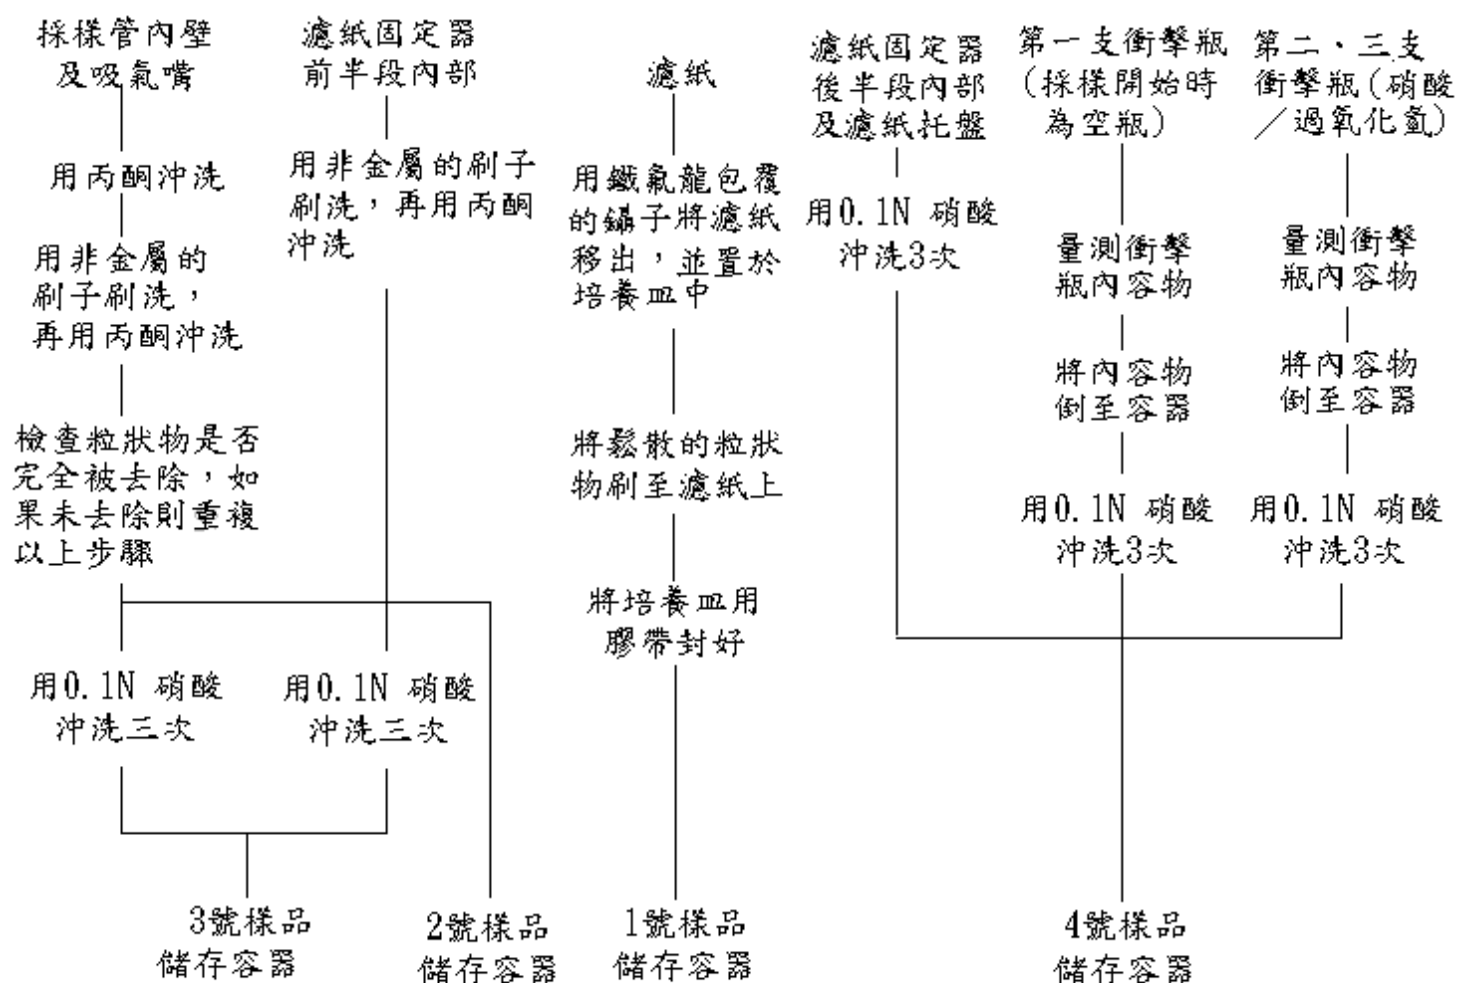 採樣管內壁
及吸氣嘴
用丙酮沖洗
用非金屬的
刷子刷洗，
再用丙酮沖洗
檢查粒狀物是否
完全被去除，如
果未去除則重複
以上步驟
用0.1N 硝酸
沖洗三次
濾紙固定器
前半段內部
用非金屬的刷子
刷洗，再用丙酮
沖洗
用0.1N 硝酸
沖洗三次
3號樣品
儲存容器
2號樣品
儲存容器
濾紙
用鐵氟龍包覆
的鑷子將濾紙
移出，並置於
培養皿中
將鬆散的粒狀
物刷至濾紙上
將培養皿用
膠帶封好
1號樣品
儲存容器
濾紙固定器
後半段內部
及濾紙托盤
用0.1N 硝酸
沖洗3次
第一支衝擊瓶
(採樣開始時
為空瓶)
量測衝擊
瓶內容物
將內容物
倒至容器
用0.1N 硝酸
沖洗3次
第二、三支
衝擊瓶(硝酸
／過氧化氫)
量測衝擊
瓶內容物
將內容物
倒至容器
用0.1N 硝酸
沖洗3次
4號樣品
儲存容器